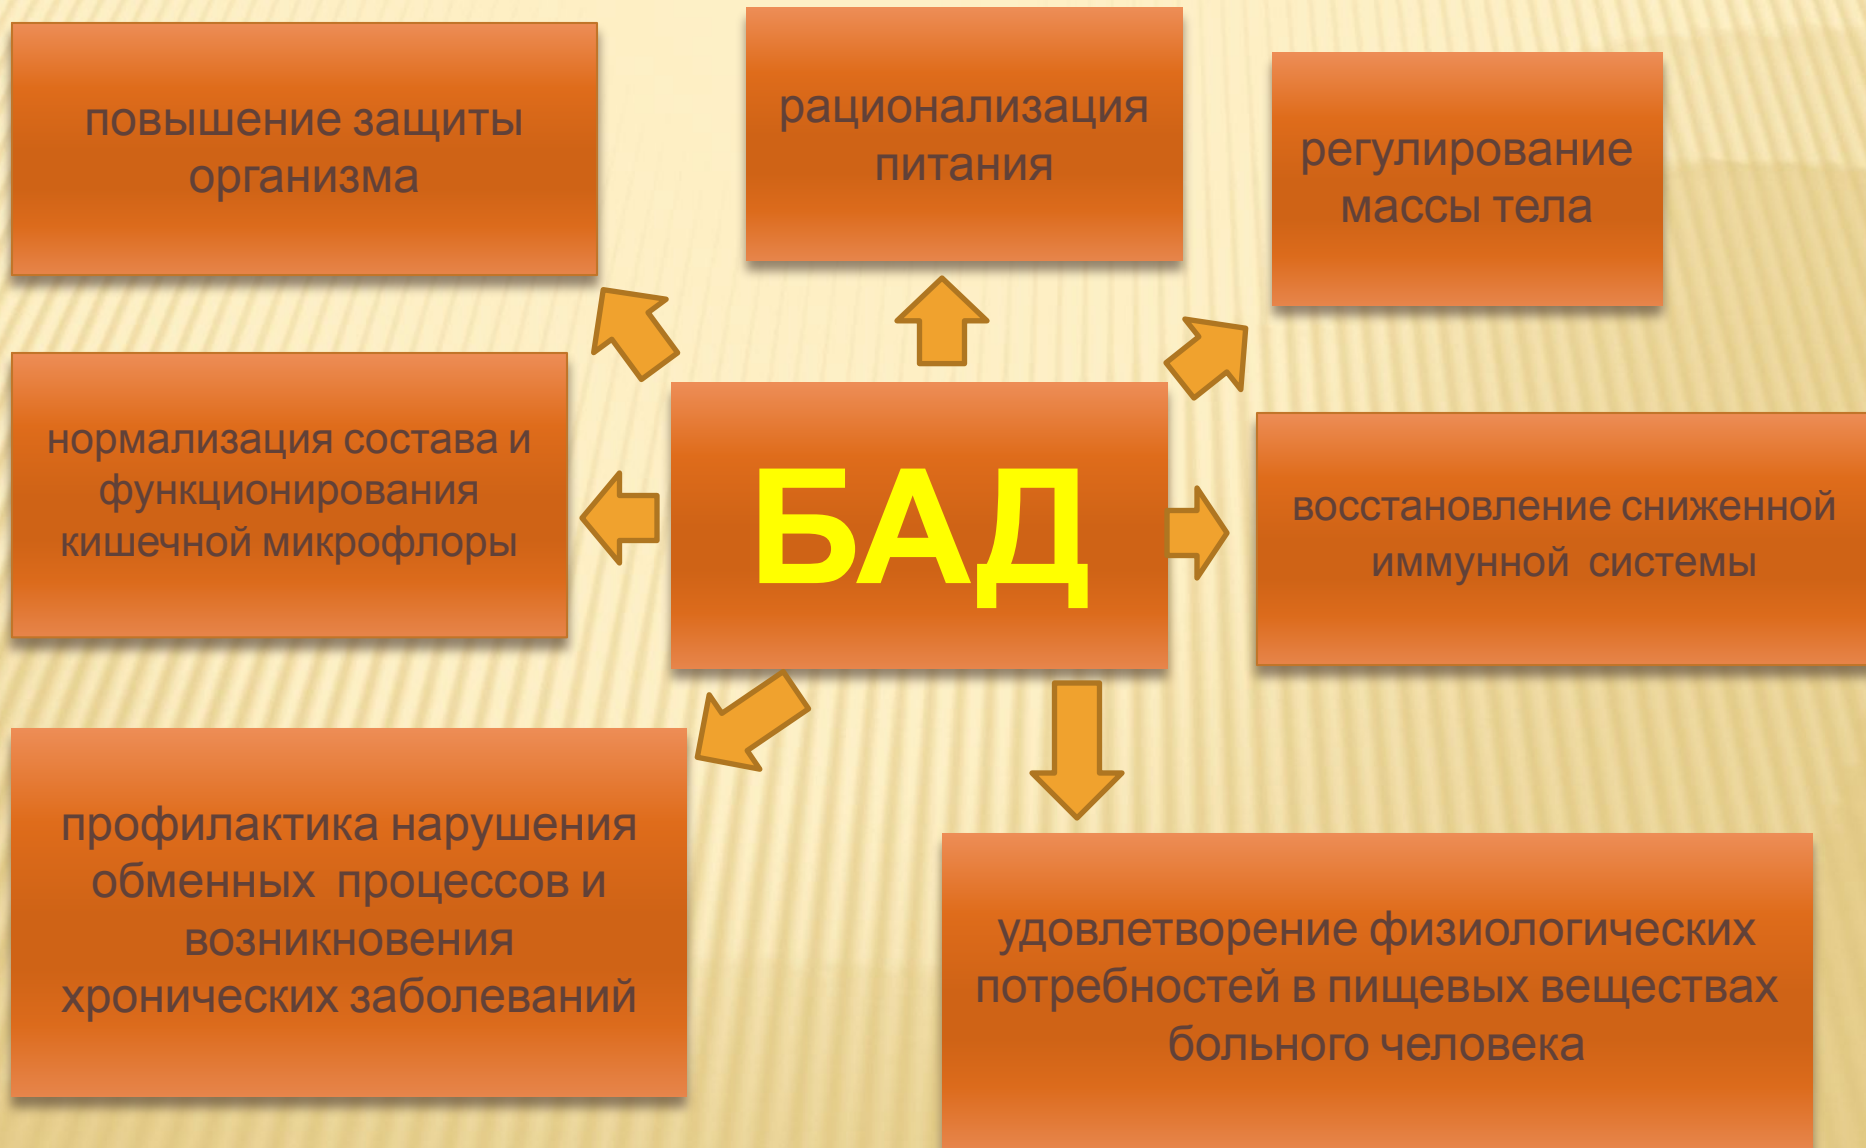 повышение защиты
организма
рационализация
питания
регулирование
массы тела
нормализация состава и
функционирования
кишечной микрофлоры
БАД
восстановление сниженной
иммунной системы
профилактика нарушения
обменных процессов и
возникновения
хронических заболеваний
удовлетворение физиологических
потребностей в пищевых веществах
больного человека